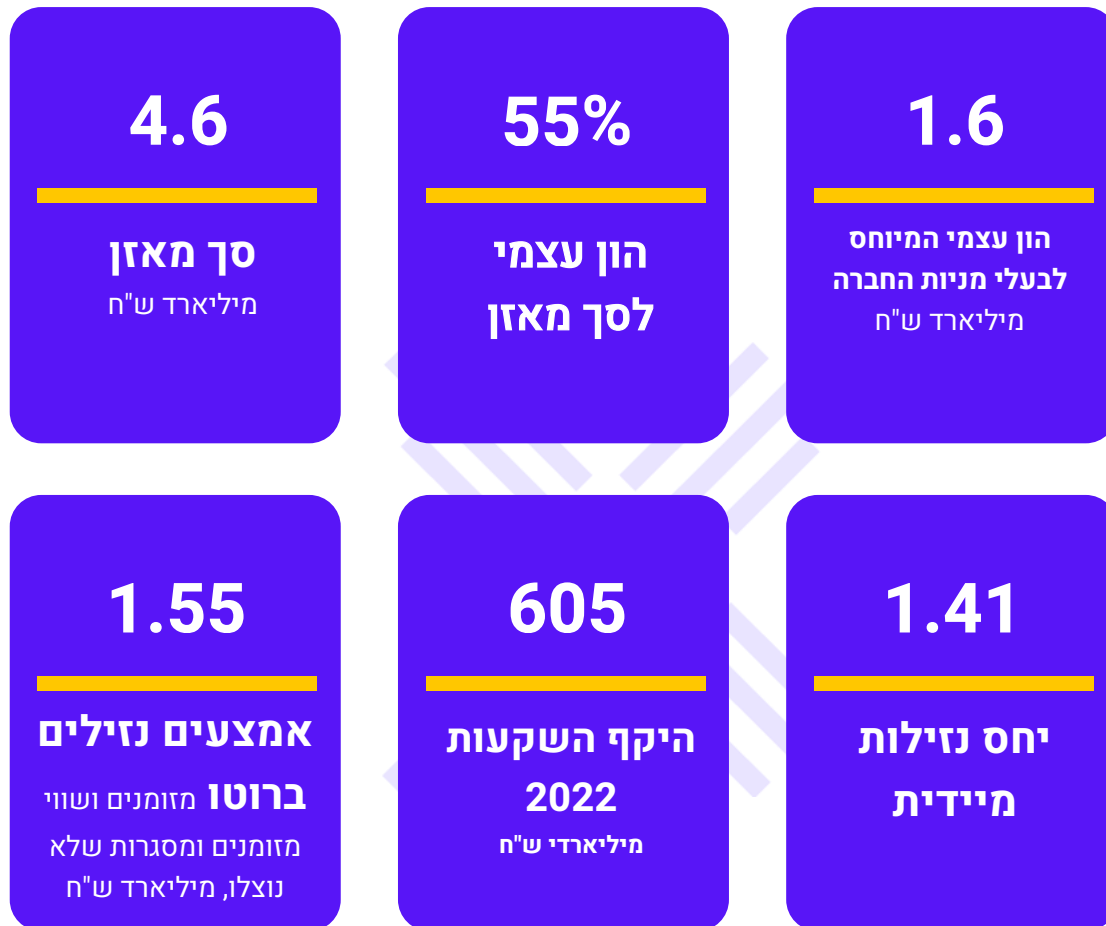 1.6
הון עצמי המיוחס
לבעלי מניות החברה
מיליארד ש"ח
55%
הון עצמי
לסך מאזן
4.6
סך מאזן
מיליארד ש"ח
1.41
יחס נזילות
מיידית
605
היקף השקעות
2022
מיליארדי ש"ח
1.55
אמצעים נזילים
ברוטו מזומנים ושווי
מזומנים ומסגרות שלא
נוצלו, מיליארד ש"ח